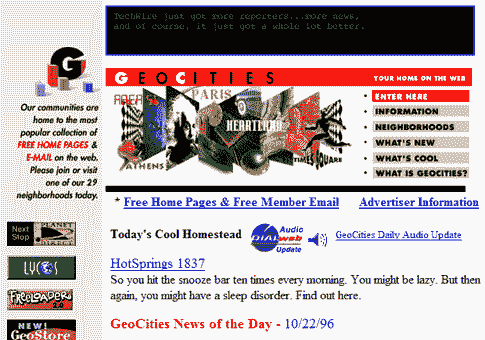 TechWire just got more reporters...more news,
and of course, it just got a whole lot better.
G
GEOCITIES
YOUR HOME ON THE WEB
AREA 51
PARIS
HEARTLAND
ATHENS
TIMES SQUARE
• ENTER HERE
• INFORMATION
• NEIGHBORHOODS
• WHAT'S NEW
• WHAT'S COOL
• WHAT IS GEOCITIES?
Our communities are
home to the most
popular collection of
FREE HOME PAGES &
E-MAIL on the web.
Please join or visit
one of our 29
neighborhoods today.
* Free Home Pages & Free Member Email
Advertiser Information
Next
Stop
PLANET
DIRECT
LYCOS
FREELOADER
NEW!
GeoStore
Today's Cool Homestead
Audio
DIALweb
Update
GeoCities Daily Audio Update
HotSprings 1837
So you hit the snooze bar ten times every morning. You might be lazy. But then
again, you might have a sleep disorder. Find out here.
GeoCities News of the Day - 10/22/96